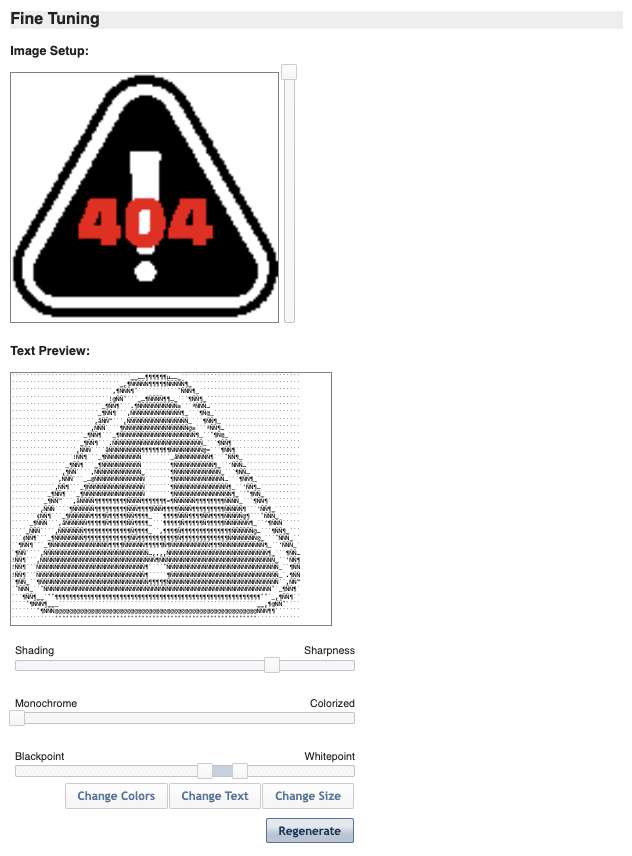 Fine Tuning
Image Setup:
404
Text Preview:
Shading Sharpness
Monochrome Colorized
Blackpoint Whitepoint
Change Colors Change Text Change Size
Regenerate